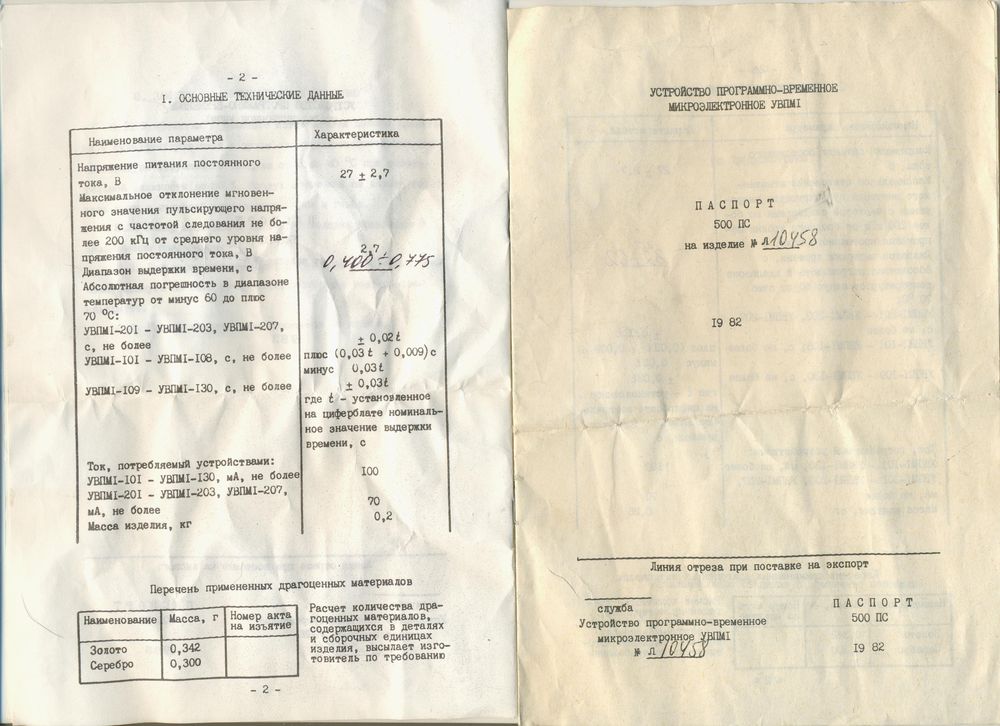 - 2 -
I. ОСНОВНЫЕ ТЕХНИЧЕСКИЕ ДАННЫЕ
Наименование параметра
Характеристика
Напряжение питания постоянного
тока, В
27 ± 2,7
Максимальное отклонение мгновен-
ного значения пульсирующего напря-
жения с частотой следования не бо-
лее 200 кГц от среднего уровня на-
пряжения постоянного тока, В
2,7
Диапазон выдержки времени, с
0,400 ÷ 0,775
Абсолютная погрешность в диапазоне
температур от минус 60 до плюс
70 °С:
УВПМI-20I - УВПМI-203, УВПМI-207,
с, не более
± 0,02t
УВПМI-I0I - УВПМI-I08, с, не более
плюс (0,03t + 0,009)с
минус 0,03t
УВПМI-I09 - УВПМI-I30, с, не более
± 0,03t
где t - установленное
на циферблате номиналь-
ное значение выдержки
времени, с
Ток, потребляемый устройствами:
УВПМI-I0I - УВПМI-I30, мА, не более
I00
УВПМI-20I - УВПМI-203, УВПМI-207,
мА, не более
70
Масса изделия, кг
0,2
Перечень примененных драгоценных материалов
Наименование
Масса, г
Номер акта
на изъятие
Золото
0,342
Серебро
0,300
Расчет количества дра-
гоценных материалов,
содержащихся в деталях
и сборочных единицах
изделия, высылает изго-
товитель по требованию
- 2 -
УСТРОЙСТВО ПРОГРАММНО-ВРЕМЕННОЕ
МИКРОЭЛЕКТРОННОЕ УВПМI
П А С П О Р Т
500 ПС
на изделие № Л10458
I9 82
Линия отреза при поставке на экспорт
служба
Устройство программно-временное
микроэлектронное УВПМI
№ Л10458
П А С П О Р Т
500 ПС
I9 82